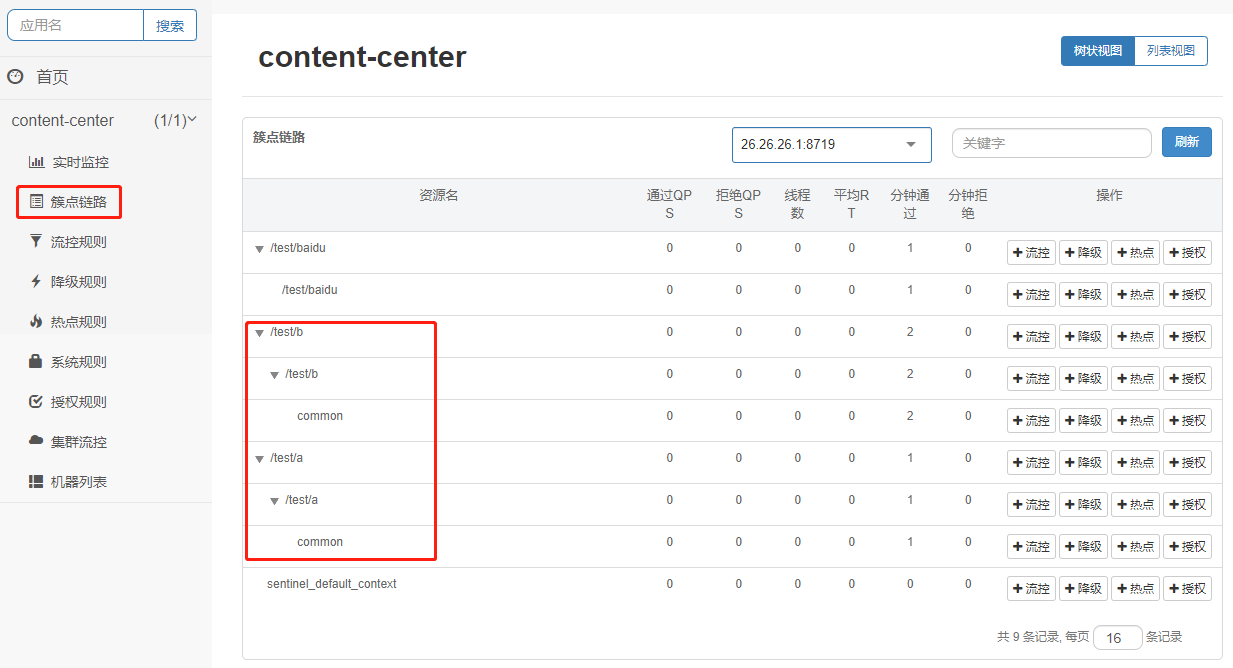 应用名 搜索
首页
content-center (1/1)
实时监控
簇点链路
流控规则
降级规则
热点规则
系统规则
授权规则
集群流控
机器列表
content-center 树状视图 列表视图
簇点链路 26.26.26.1:8719 关键字 刷新
资源名 通过QPS 拒绝QPS 线程数 平均RT 分钟通过 分钟拒绝 操作
/test/baidu 0 0 0 0 1 0 流控 降级 热点 授权
/test/baidu 0 0 0 0 1 0 流控 降级 热点 授权
/test/b 0 0 0 0 2 0 流控 降级 热点 授权
/test/b 0 0 0 0 2 0 流控 降级 热点 授权
common 0 0 0 0 2 0 流控 降级 热点 授权
/test/a 0 0 0 0 1 0 流控 降级 热点 授权
/test/a 0 0 0 0 1 0 流控 降级 热点 授权
common 0 0 0 0 1 0 流控 降级 热点 授权
sentinel_default_context 0 0 0 0 0 0 流控 降级 热点 授权
共 9 条记录, 每页 16 条记录